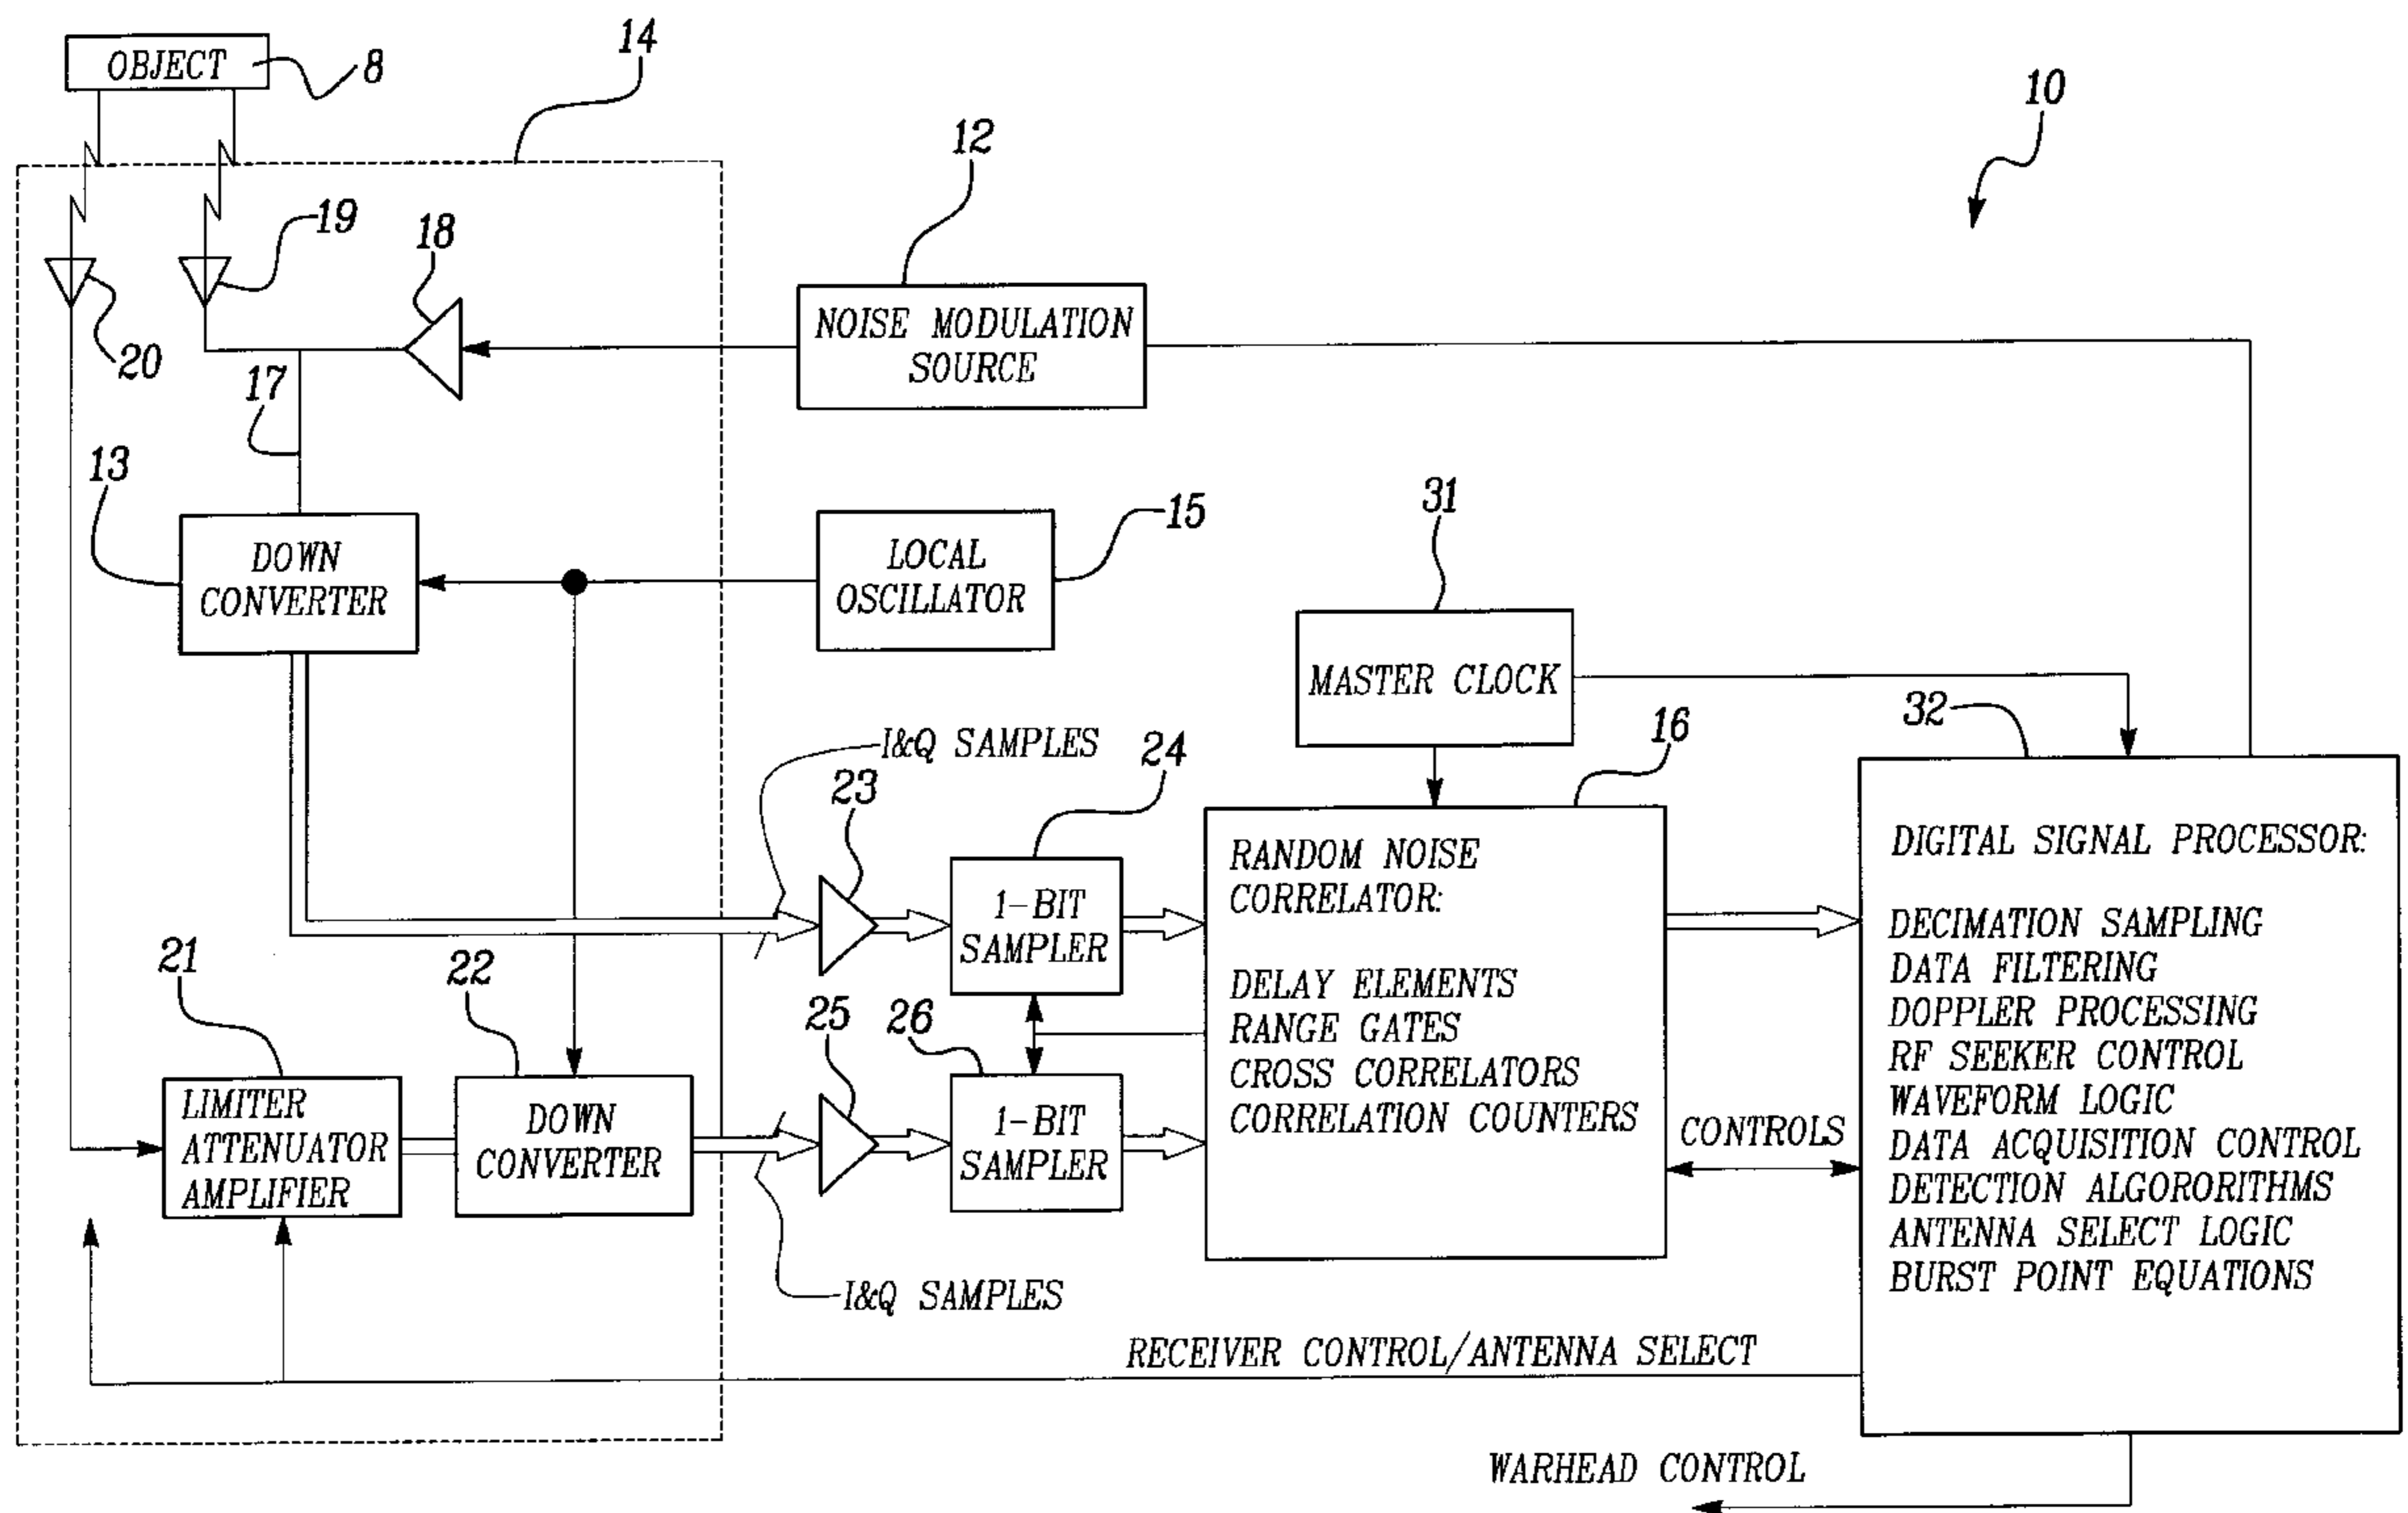 OBJECT
8
14
10
12
19
18
NOISE MODULATION
SOURCE
20
17
13
15
31
DOWN
CONVERTER
LOCAL
OSCILLATOR
MASTER CLOCK
32
16
I&Q SAMPLES
24
23
RANDOM NOISE
CORRELATOR:
DELAY ELEMENTS
RANGE GATES
CROSS CORRELATORS
CORRELATION COUNTERS
DIGITAL SIGNAL PROCESSOR:
DECIMATION SAMPLING
DATA FILTERING
DOPPLER PROCESSING
RF SEEKER CONTROL
WAVEFORM LOGIC
DATA ACQUISITION CONTROL
DETECTION ALGORORITHMS
ANTENNA SELECT LOGIC
BURST POINT EQUATIONS
1-BIT
SAMPLER
21
22
25
26
LIMITER
ATTENUATOR
AMPLIFIER
DOWN
CONVERTER
1-BIT
SAMPLER
CONTROLS
I&Q SAMPLES
RECEIVER CONTROL/ANTENNA SELECT
WARHEAD CONTROL